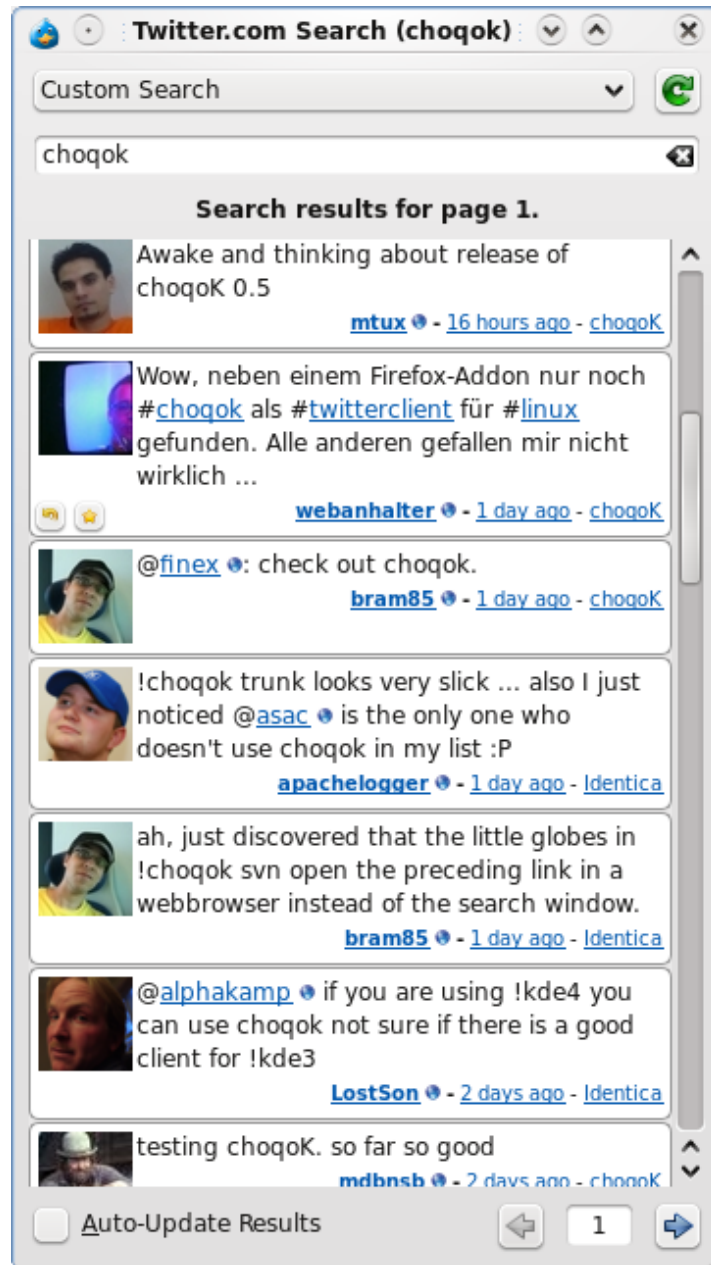 Twitter.com Search (choqok)
Custom Search
choqok
Search results for page 1.
Awake and thinking about release of
choqoK 0.5
mtux - 16 hours ago - choqoK
Wow, neben einem Firefox-Addon nur noch
#choqok als #twitterclient für #linux
gefunden. Alle anderen gefallen mir nicht
wirklich ...
webanhalter - 1 day ago - choqoK
@finex : check out choqok.
bram85 - 1 day ago - choqoK
!choqok trunk looks very slick ... also I just
noticed @asac is the only one who
doesn't use choqok in my list :P
apachelogger - 1 day ago - Identica
ah, just discovered that the little globes in
!choqok svn open the preceding link in a
webbrowser instead of the search window.
bram85 - 1 day ago - Identica
@alphakamp if you are using !kde4 you
can use choqok not sure if there is a good
client for !kde3
LostSon - 2 days ago - Identica
testing choqoK. so far so good
mdbnsb - 2 days ago - choqoK
Auto-Update Results
1